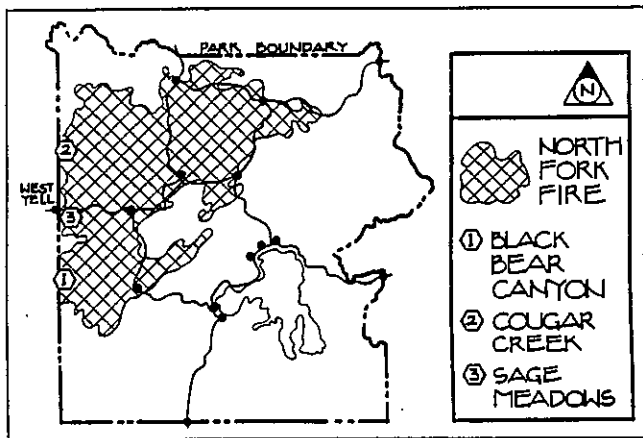 PARK BOUNDARY
2
WEST
YELL
3
1
N
NORTH
FORK
FIRE
1 BLACK
BEAR
CANYON
2 COUGAR
CREEK
3 SAGE
MEADOWS